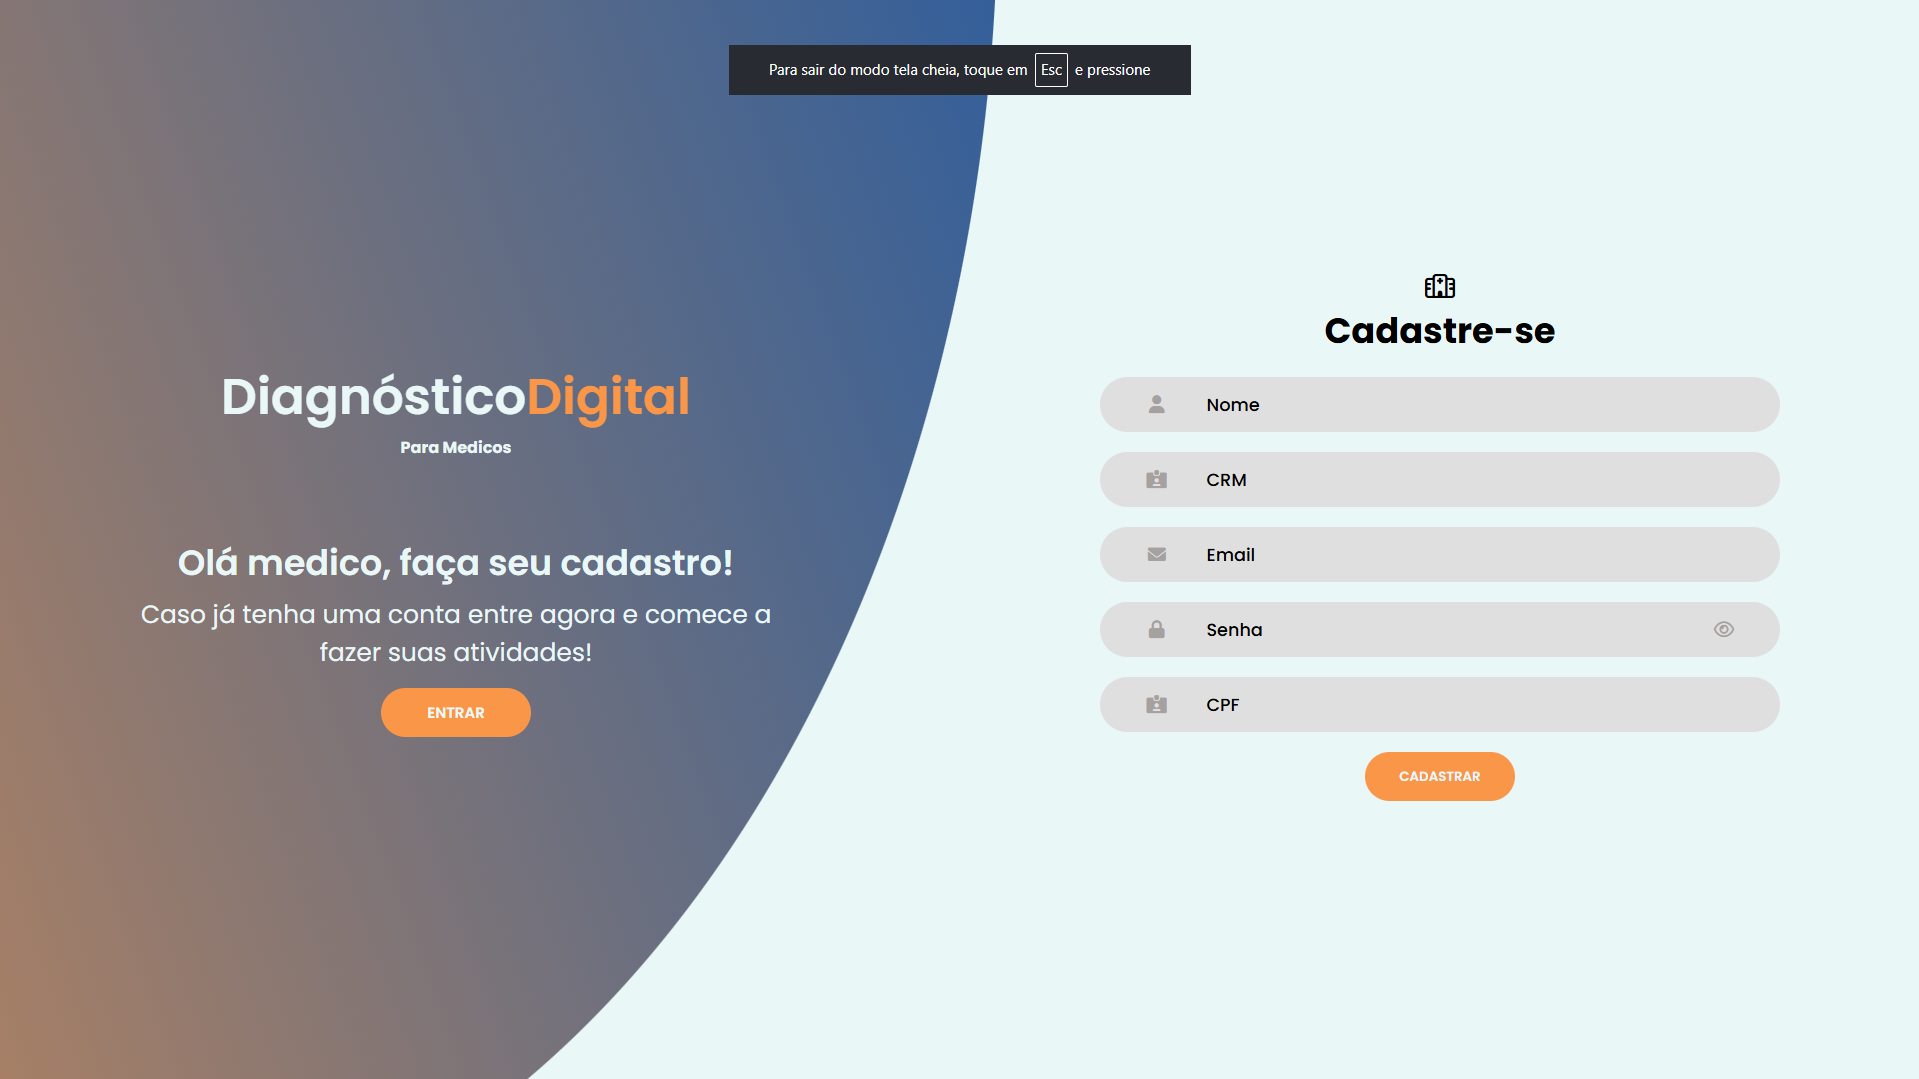 Para sair do modo tela cheia, toque em Esc e pressione
DiagnósticoDigital
Para Medicos
Olá medico, faça seu cadastro!
Caso já tenha uma conta entre agora e comece a
fazer suas atividades!
ENTRAR
Cadastre-se
Nome
CRM
Email
Senha
CPF
CADASTRAR